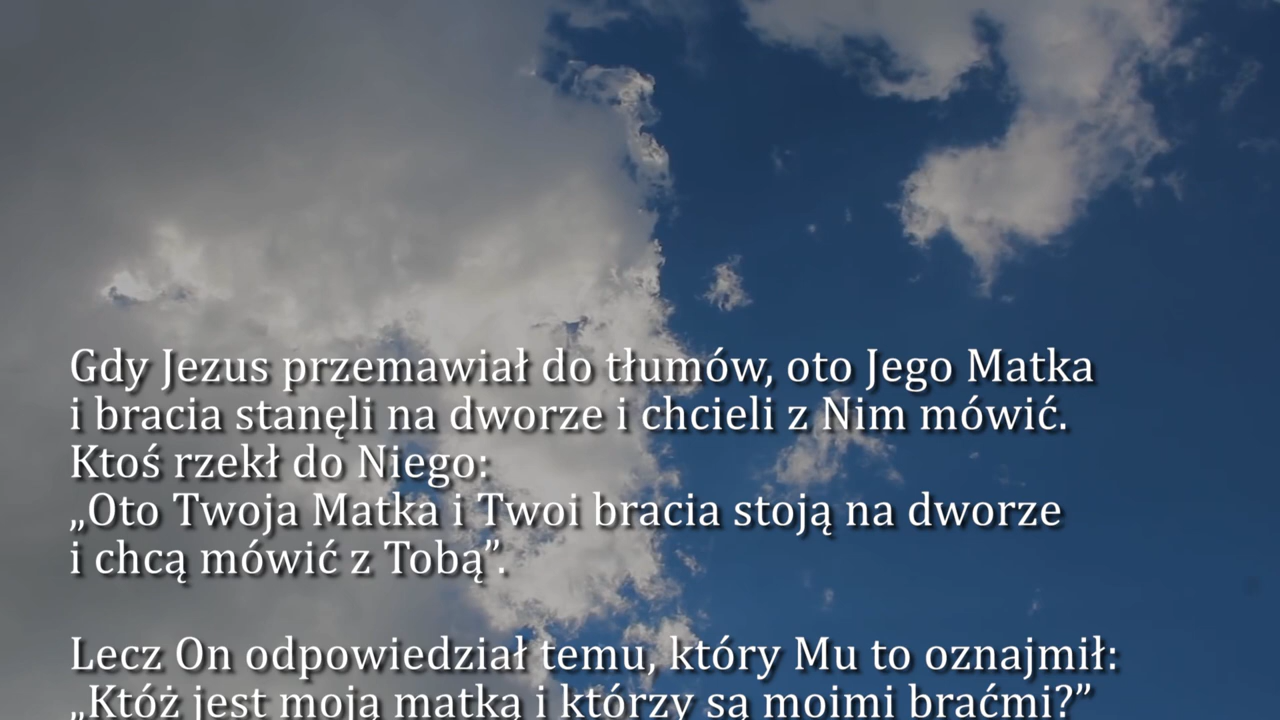 Gdy Jezus przemawiał do tłumów, oto Jego Matka
i bracia stanęli na dworze i chcieli z Nim mówić.
Ktoś rzekł do Niego:
„Oto Twoja Matka i Twoi bracia stoją na dworze
i chcą mówić z Tobą”.
Lecz On odpowiedział temu, który Mu to oznajmił:
„Któż jest moją matką i którzy są moimi braćmi?”